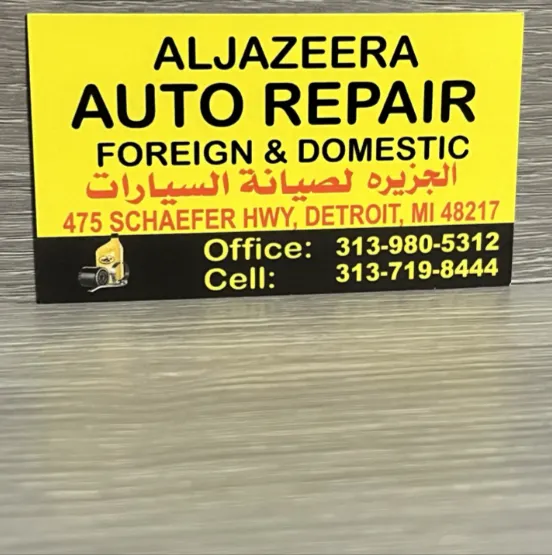 ALJAZEERA
AUTO REPAIR
FOREIGN & DOMESTIC
الجزيره لصيانة السيارات
475 SCHAEFER HWY, DETROIT, MI 48217
Office: 313-980-5312
Cell: 313-719-8444